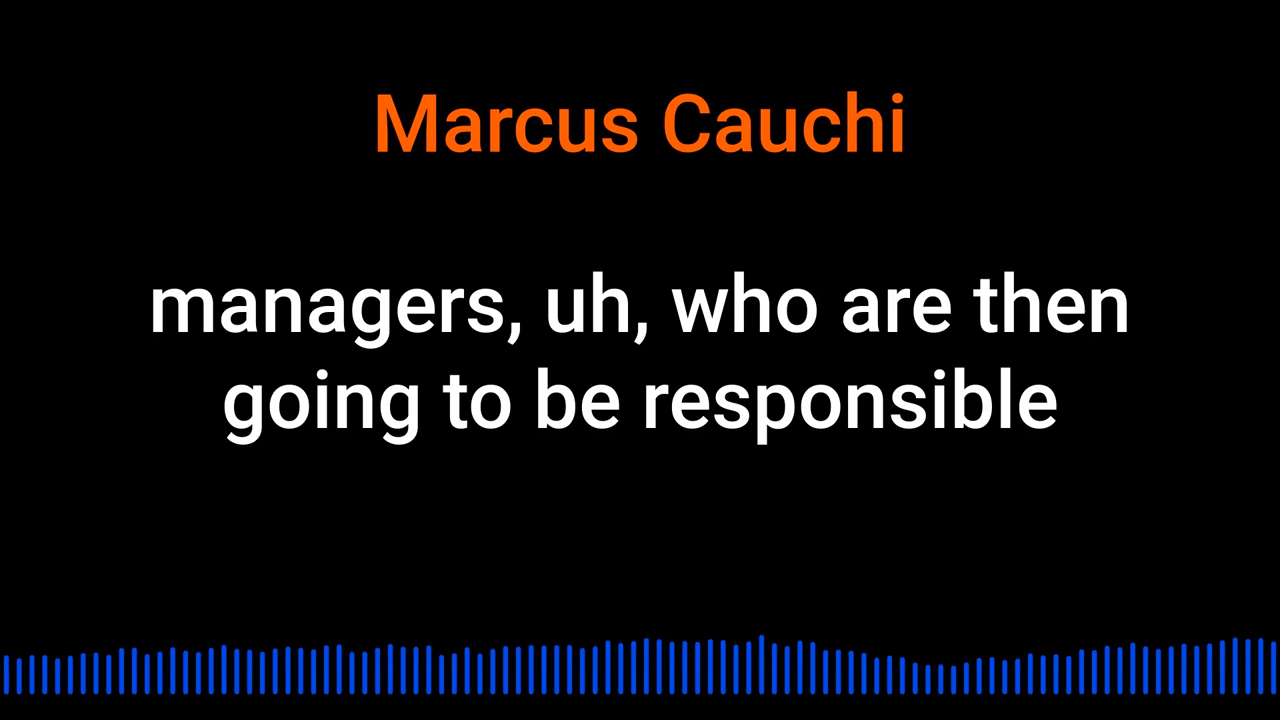 Marcus Cauchi
managers, uh, who are then
going to be responsible